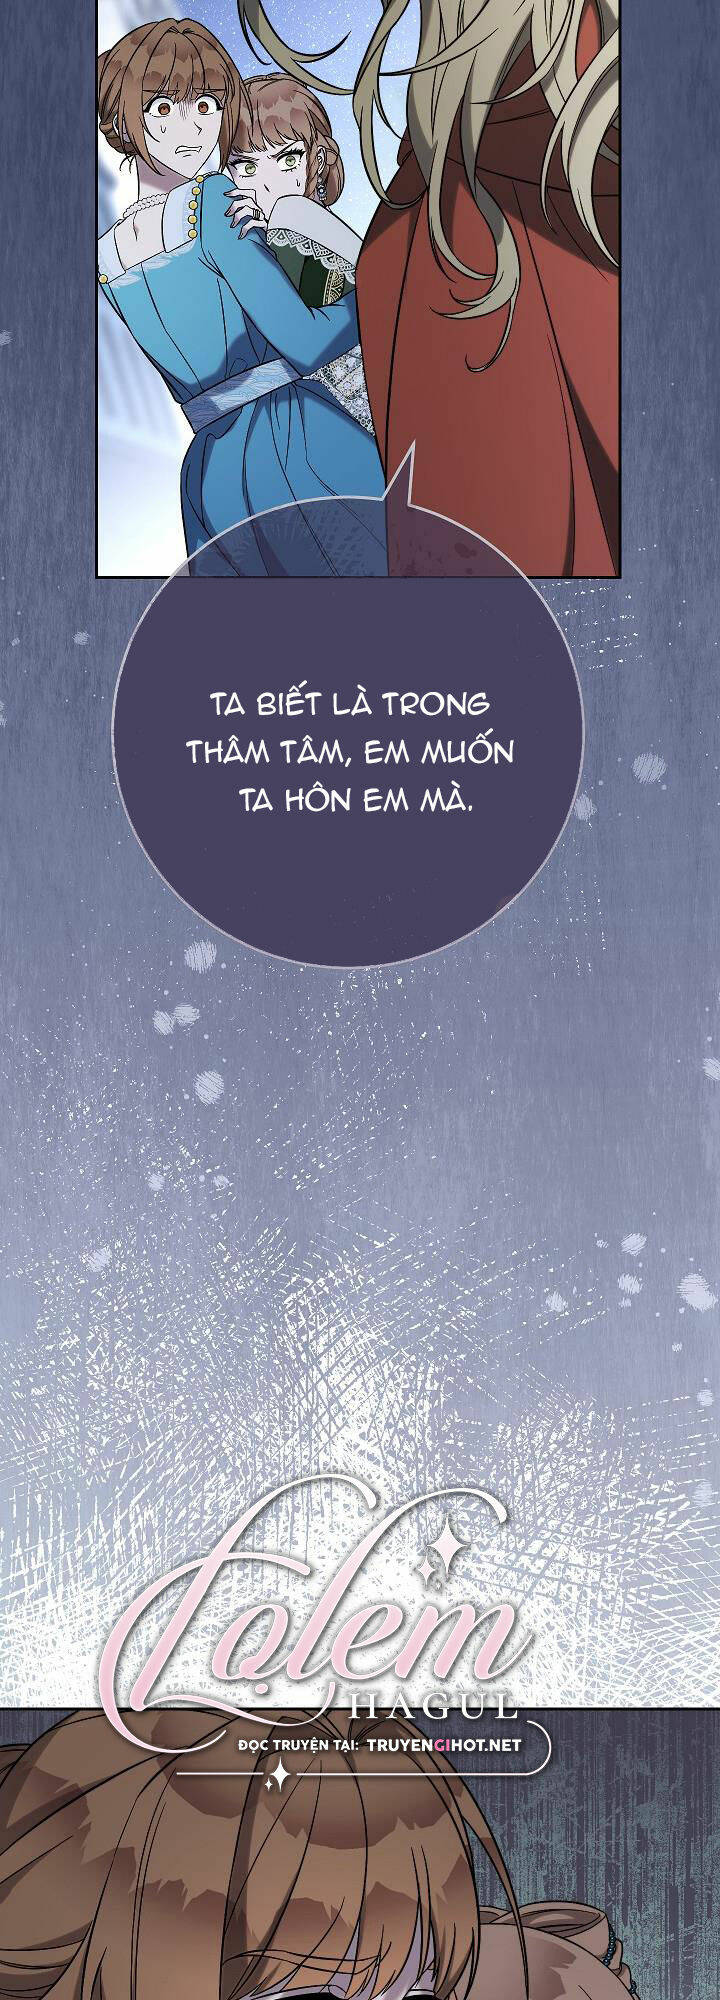 TA BIẾT LÀ TRONG
THÂM TÂM, EM MUỐN
TA HÔN EM MÀ.
Lọlem
HAGUL
ĐỌC TRUYỆN TẠI: TRUYENGIHOT.NET